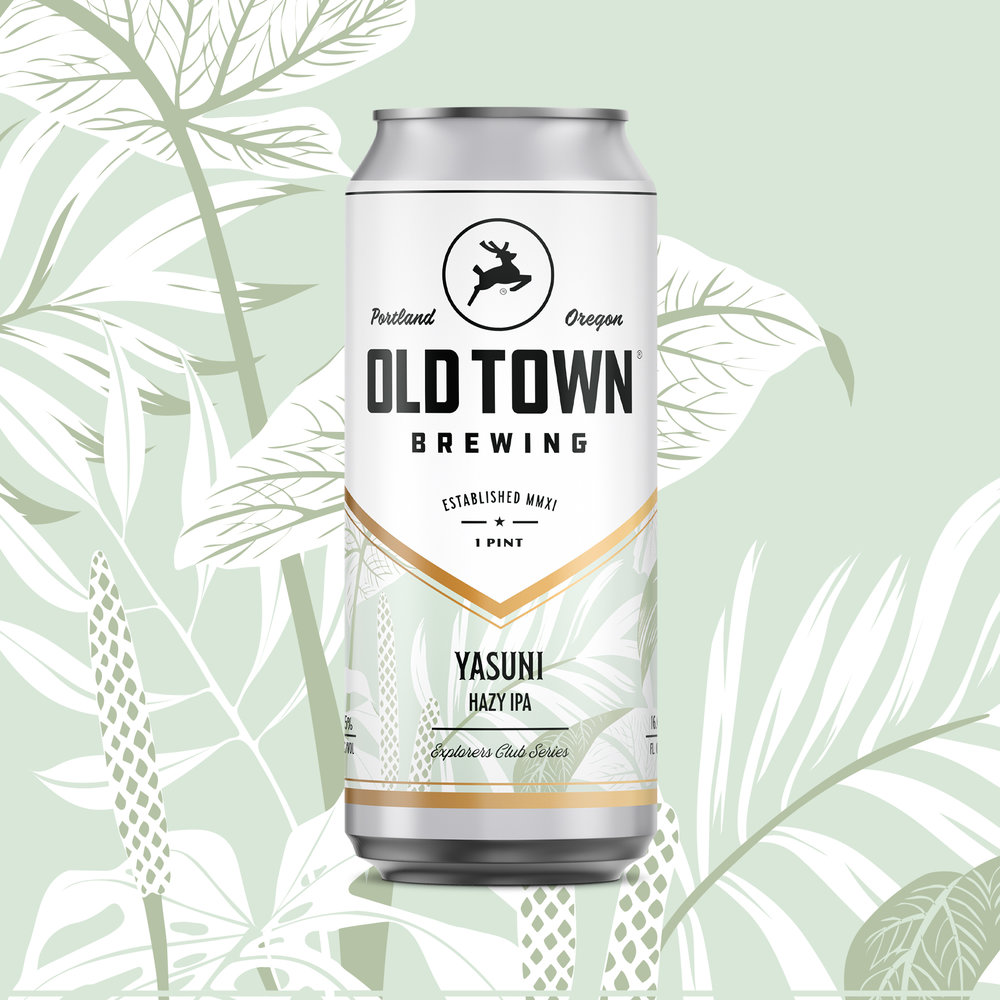 Portland Oregon
OLD TOWN®
BREWING
ESTABLISHED MMXI
1 PINT
YASUNI
HAZY IPA
Explorers Club Series